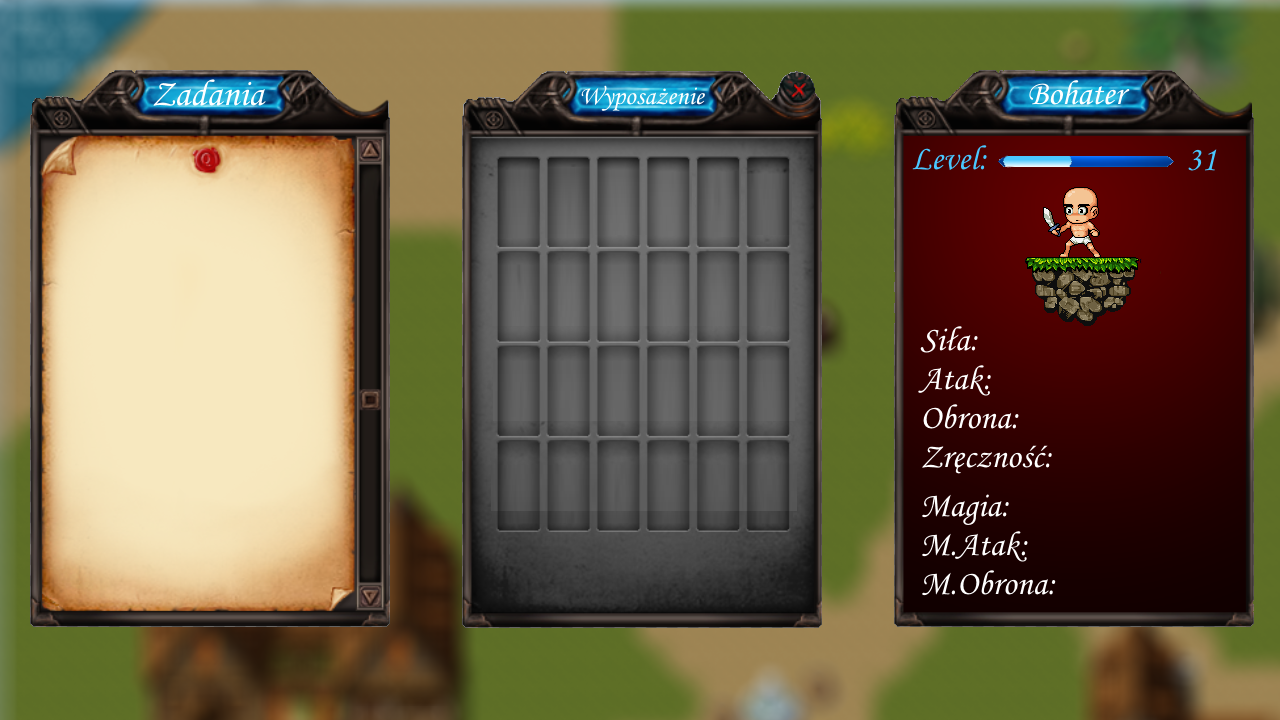 Zadania
Wyposażenie
Bohater
Level: 31
Siła:
Atak:
Obrona:
Zręczność:
Magia:
M.Atak:
M.Obrona: